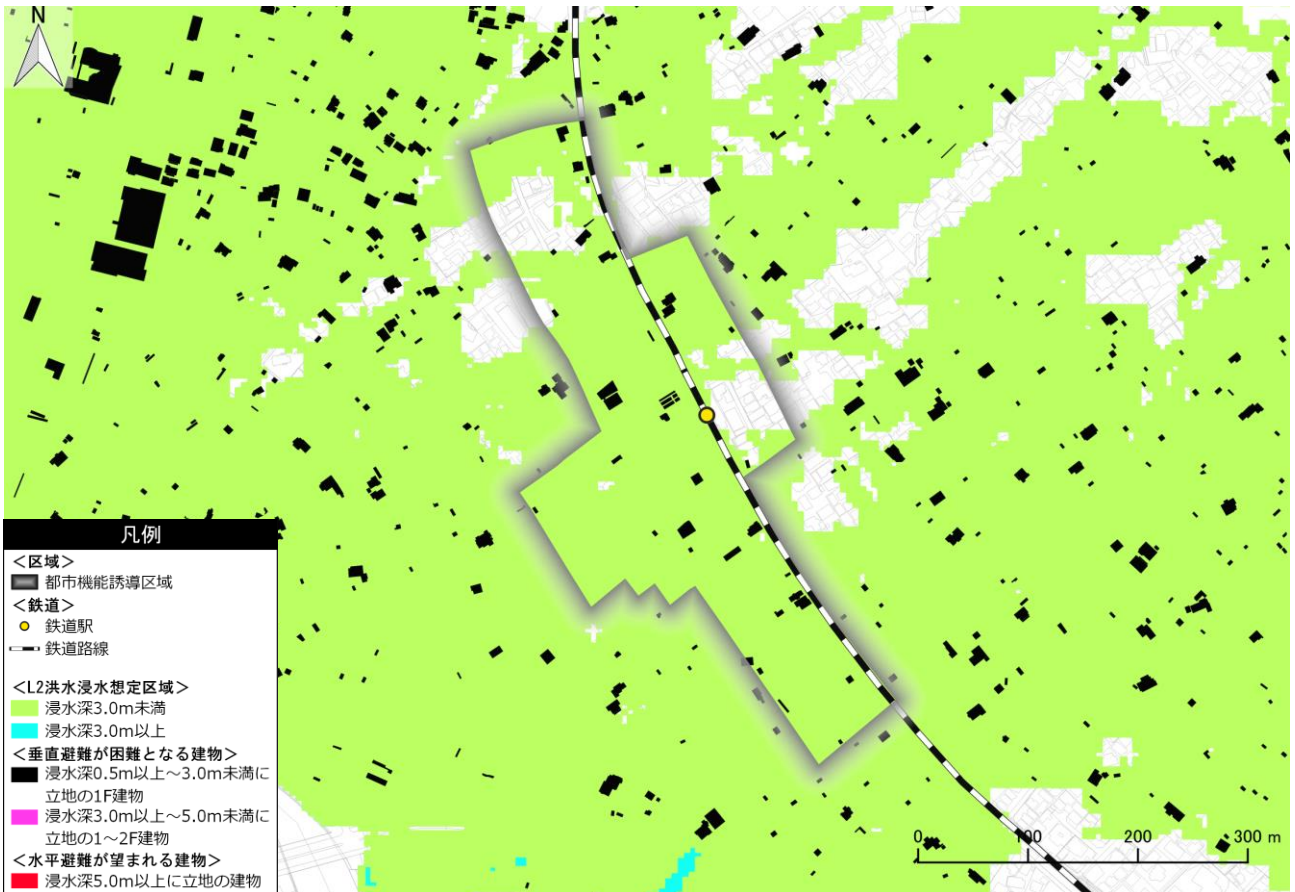 N
凡例
<区域>
都市機能誘導区域
<鉄道>
鉄道駅
鉄道路線
<L2洪水浸水想定区域>
浸水深3.0m未満
浸水深3.0m以上
<垂直避難が困難となる建物>
浸水深0.5m以上～3.0m未満に
立地の1F建物
浸水深3.0m以上～5.0m未満に
立地の1～2F建物
<水平避難が望まれる建物>
浸水深5.0m以上に立地の建物
0 100 200 300 m